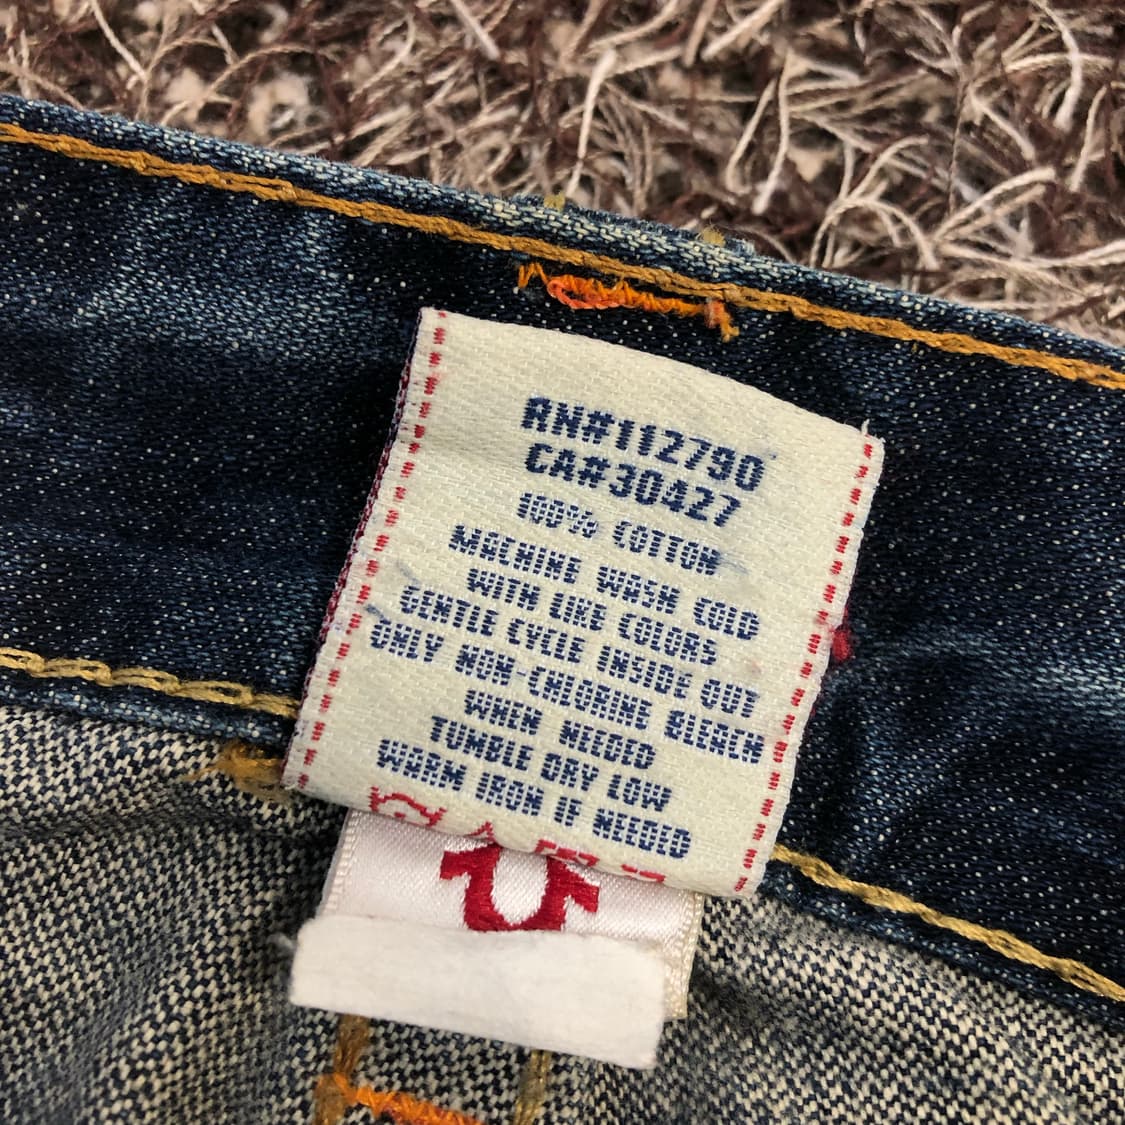 RN#112790
CA#30427
100% COTTON
MACHINE WASH COLD
WITH LIKE COLORS
GENTLE CYCLE INSIDE OUT
ONLY NON-CHLORINE BLEACH
WHEN NEEDED
TUMBLE DRY LOW
WARM IRON IF NEEDED